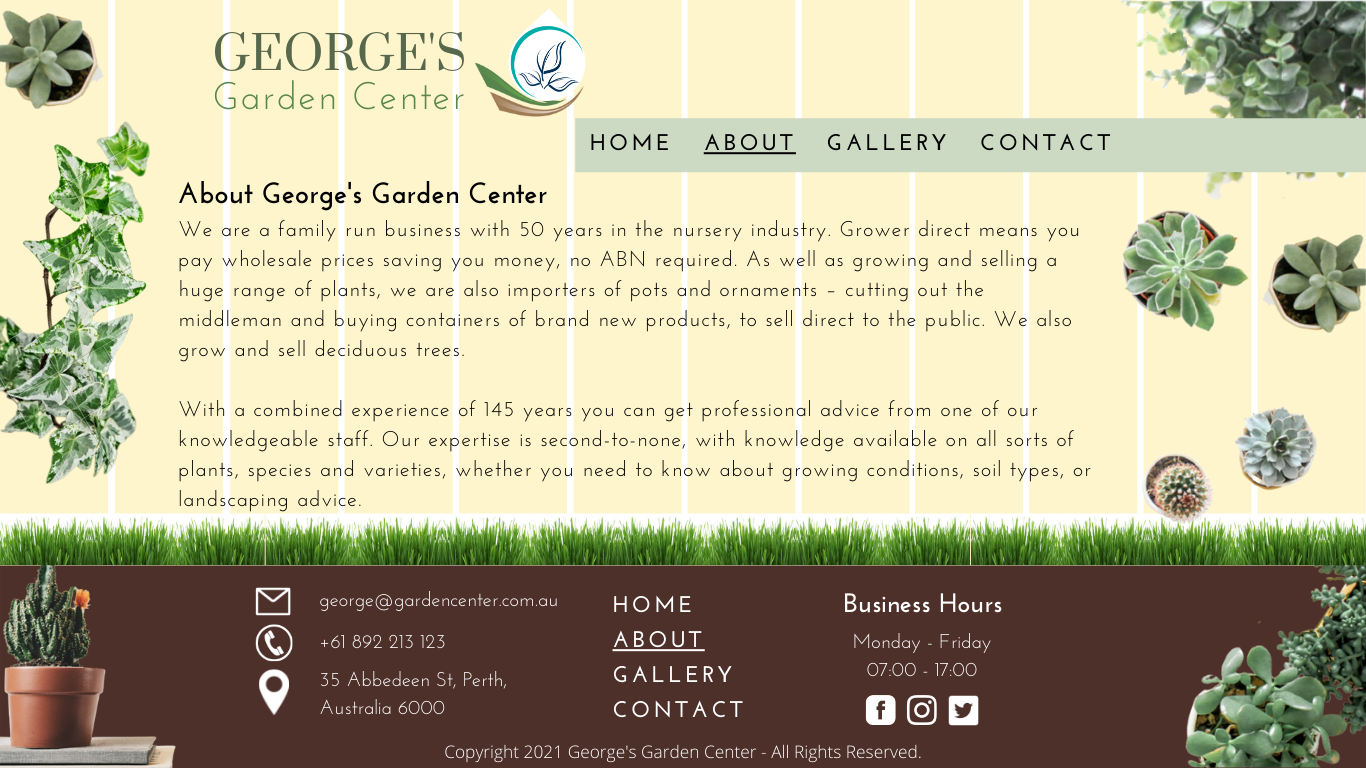 GEORGE'S
Garden Center
HOME ABOUT GALLERY CONTACT
About George's Garden Center
We are a family run business with 50 years in the nursery industry. Grower direct means you
pay wholesale prices saving you money, no ABN required. As well as growing and selling a
huge range of plants, we are also importers of pots and ornaments – cutting out the
middleman and buying containers of brand new products, to sell direct to the public. We also
grow and sell deciduous trees.
With a combined experience of 145 years you can get professional advice from one of our
knowledgeable staff. Our expertise is second-to-none, with knowledge available on all sorts of
plants, species and varieties, whether you need to know about growing conditions, soil types, or
landscaping advice.
george@gardencenter.com.au
+61 892 213 123
35 Abbedeen St, Perth,
Australia 6000
HOME
ABOUT
GALLERY
CONTACT
Business Hours
Monday - Friday
07:00 - 17:00
Copyright 2021 George's Garden Center - All Rights Reserved.